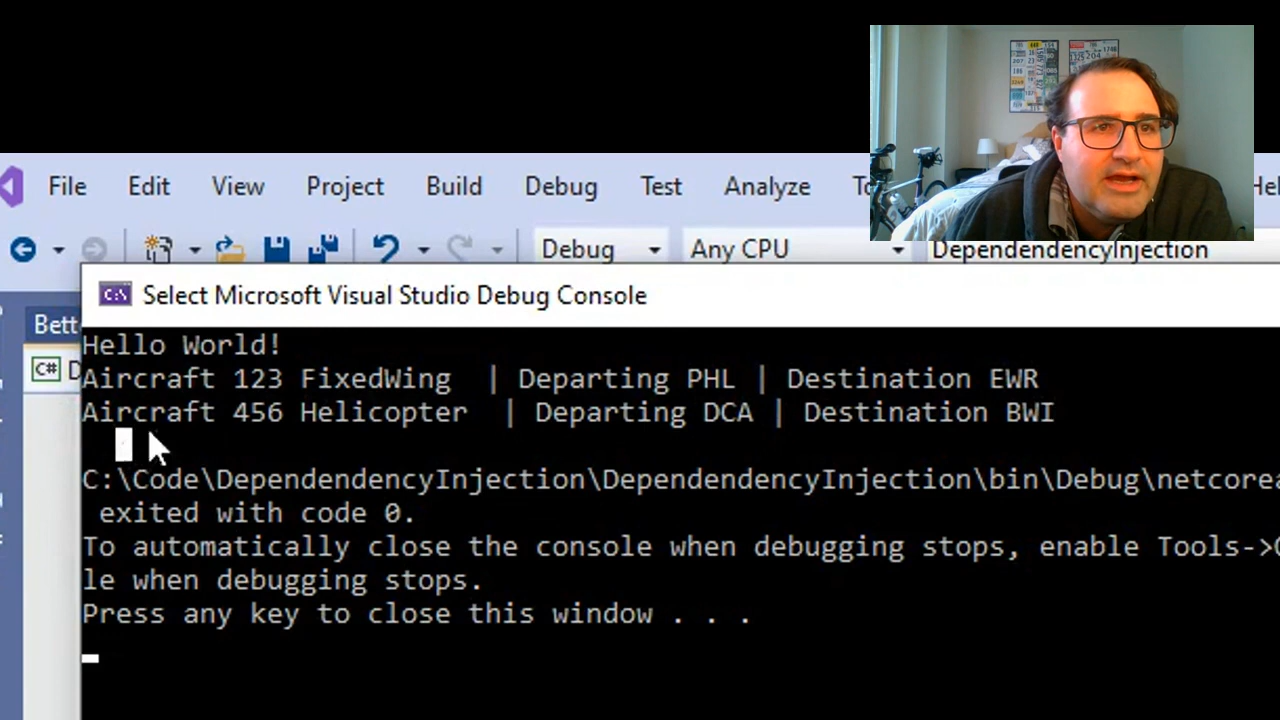 File Edit View Project Build Debug Test Analyze
Debug Any CPU DependendencyInjection
Select Microsoft Visual Studio Debug Console
Bett
C#
Hello World!
Aircraft 123 FixedWing | Departing PHL | Destination EWR
Aircraft 456 Helicopter | Departing DCA | Destination BWI
C:\Code\DependendencyInjection\DependendencyInjection\bin\Debug\netcorea
exited with code 0.
To automatically close the console when debugging stops, enable Tools->
le when debugging stops.
Press any key to close this window . . .